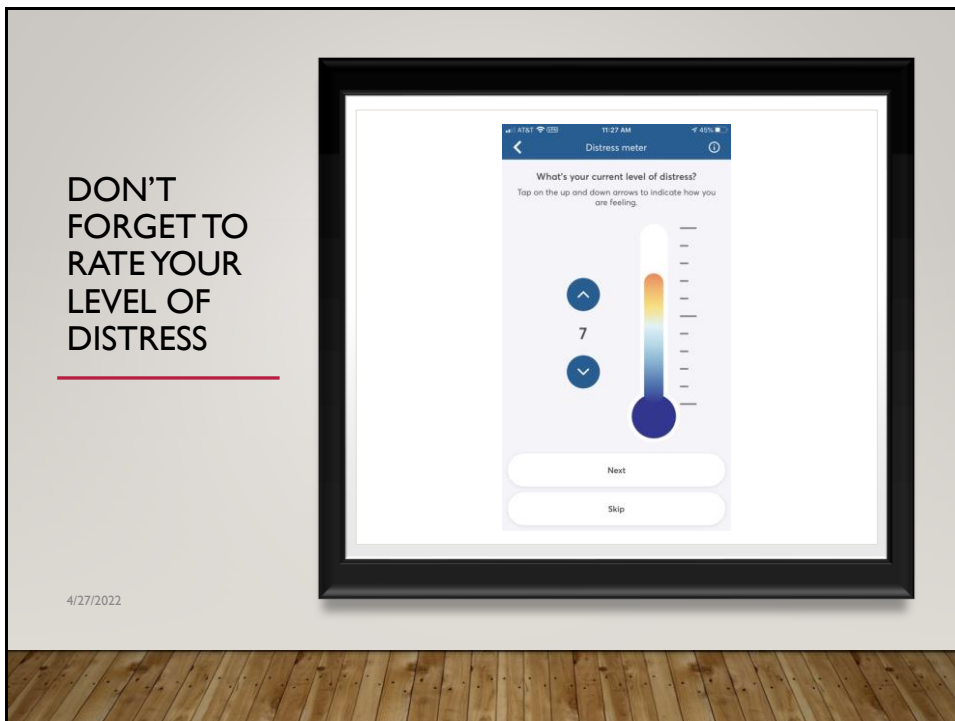 DON'T
FORGET TO
RATE YOUR
LEVEL OF
DISTRESS
AT&T 11:27 AM 45%
Distress meter
What's your current level of distress?
Tap on the up and down arrows to indicate how you
are feeling.
7
Next
Skip
4/27/2022